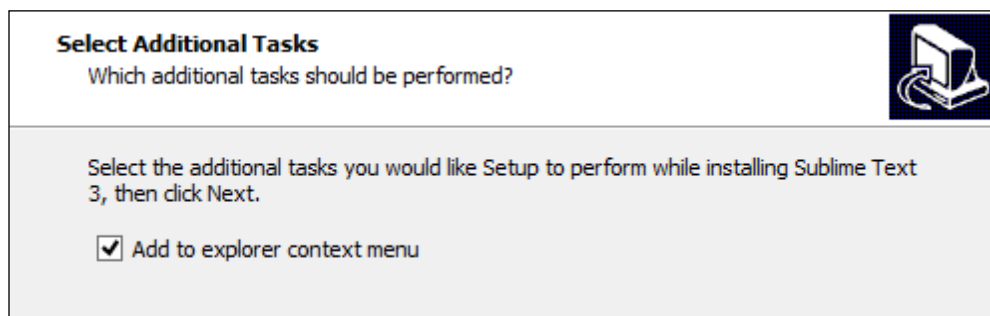 Select Additional Tasks
Which additional tasks should be performed?
Select the additional tasks you would like Setup to perform while installing Sublime Text
3, then click Next.
Add to explorer context menu